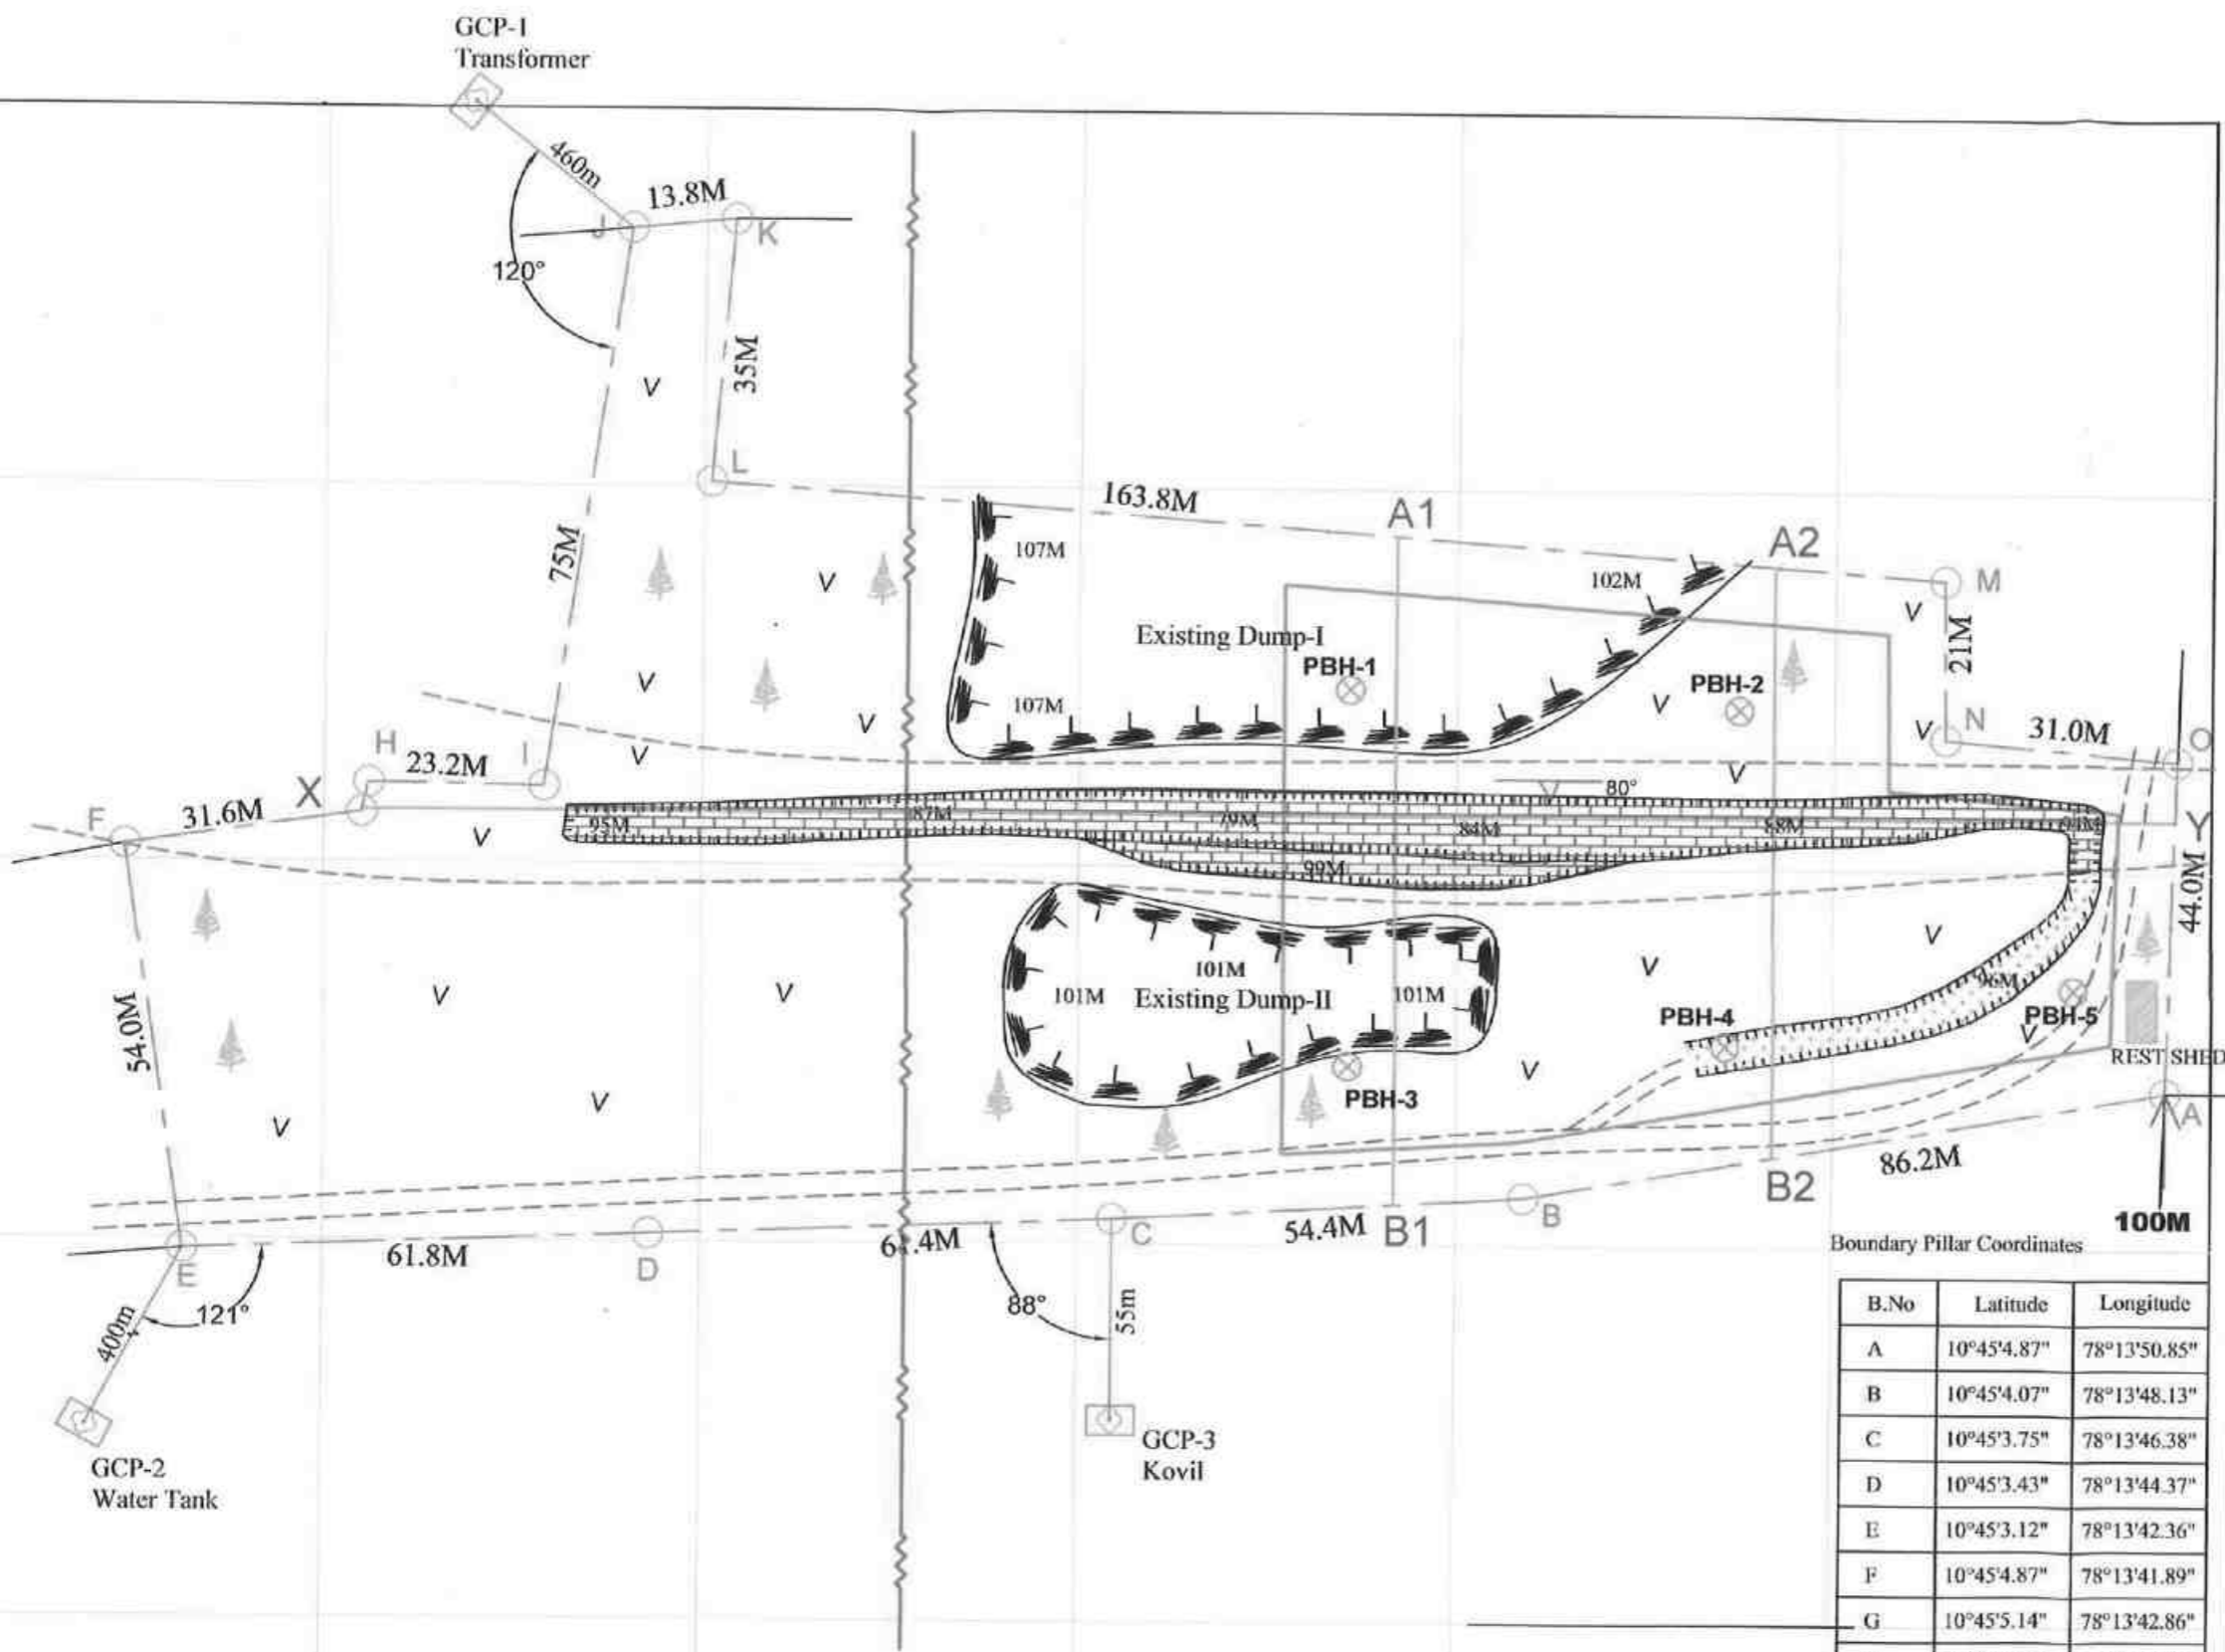 GCP-1
Transformer
460m
13.8M
J
K
120°
35M
L
163.8M
A1
A2
75M
107M
102M
M
Existing Dump-I
PBH-1
PBH-2
21M
107M
N
31.0M
O
H
I
23.2M
X
80°
F
31.6M
95M
87M
79M
84M
88M
Y
99M
44.0M
54.0M
101M
101M
Existing Dump-II
101M
96M
PBH-4
PBH-5
REST SHED
PBH-3
A
86.2M
B2
B
100M
C
54.4M
B1
E
61.8M
D
400m
121°
88°
55m
GCP-3
Kovil
GCP-2
Water Tank
Boundary Pillar Coordinates
B.No Latitude Longitude
A 10°45'4.87" 78°13'50.85"
B 10°45'4.07" 78°13'48.13"
C 10°45'3.75" 78°13'46.38"
D 10°45'3.43" 78°13'44.37"
E 10°45'3.12" 78°13'42.36"
F 10°45'4.87" 78°13'41.89"
G 10°45'5.14" 78°13'42.86"